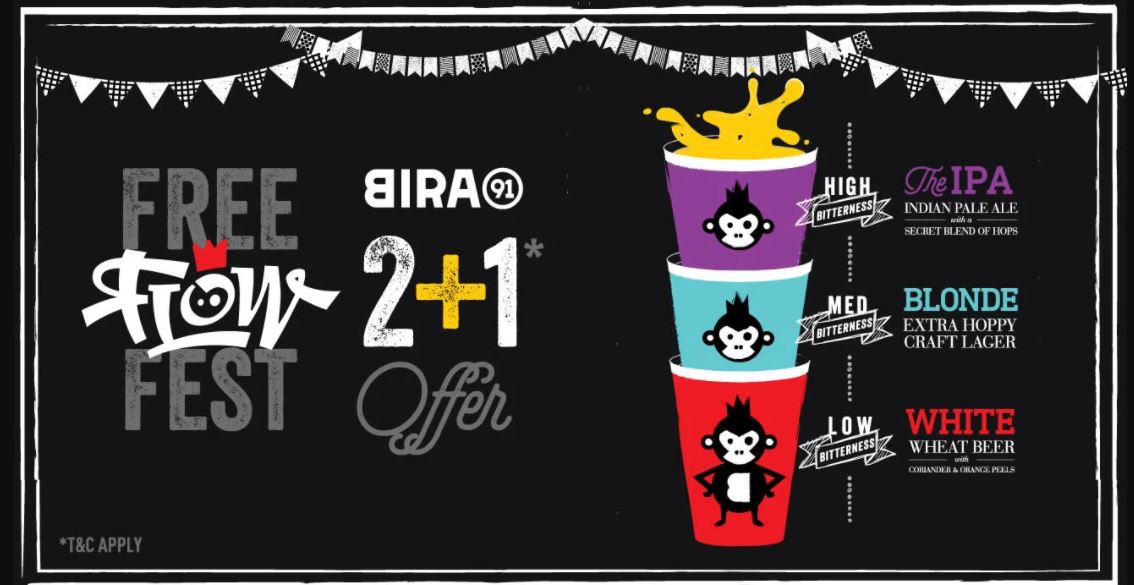 FREE
Flow
FEST
BIRA 91
2+1*
Offer
HIGH
BITTERNESS
The IPA
INDIAN PALE ALE
with a
SECRET BLEND OF HOPS
MED
BITTERNESS
BLONDE
EXTRA HOPPY
CRAFT LAGER
LOW
BITTERNESS
WHITE
WHEAT BEER
with
CORIANDER & ORANGE PEELS
B
*T&C APPLY